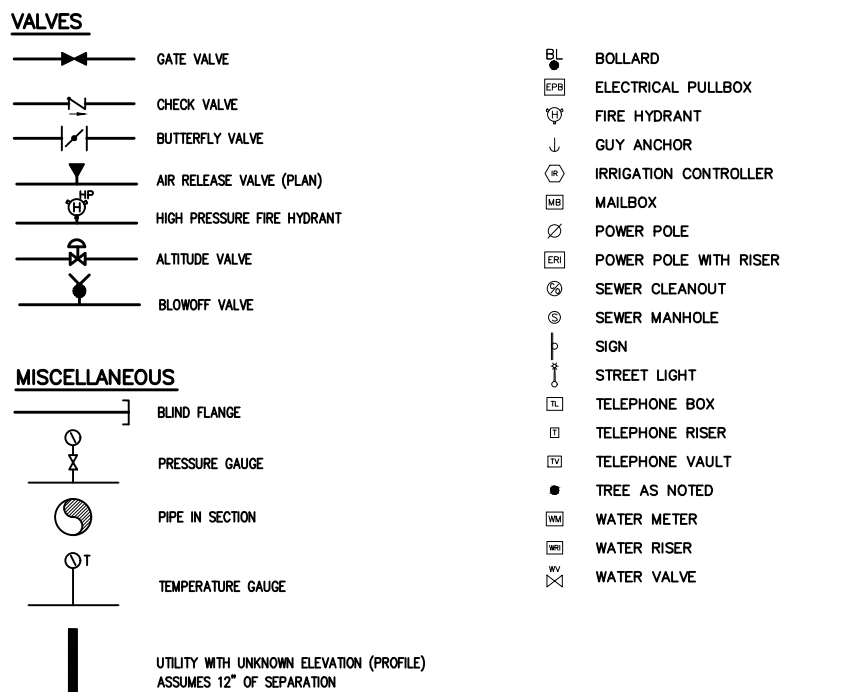 VALVES
GATE VALVE
CHECK VALVE
BUTTERFLY VALVE
AIR RELEASE VALVE (PLAN)
HP
H
HIGH PRESSURE FIRE HYDRANT
ALTITUDE VALVE
BLOWOFF VALVE
MISCELLANEOUS
BLIND FLANGE
PRESSURE GAUGE
PIPE IN SECTION
T
TEMPERATURE GAUGE
UTILITY WITH UNKNOWN ELEVATION (PROFILE)
ASSUMES 12" OF SEPARATION
BL
BOLLARD
EPB ELECTRICAL PULLBOX
H FIRE HYDRANT
GUY ANCHOR
IR IRRIGATION CONTROLLER
MB MAILBOX
POWER POLE
ERI POWER POLE WITH RISER
C/O SEWER CLEANOUT
S SEWER MANHOLE
SIGN
STREET LIGHT
TL TELEPHONE BOX
T TELEPHONE RISER
TV TELEPHONE VAULT
TREE AS NOTED
WM WATER METER
WRI WATER RISER
WV
WATER VALVE